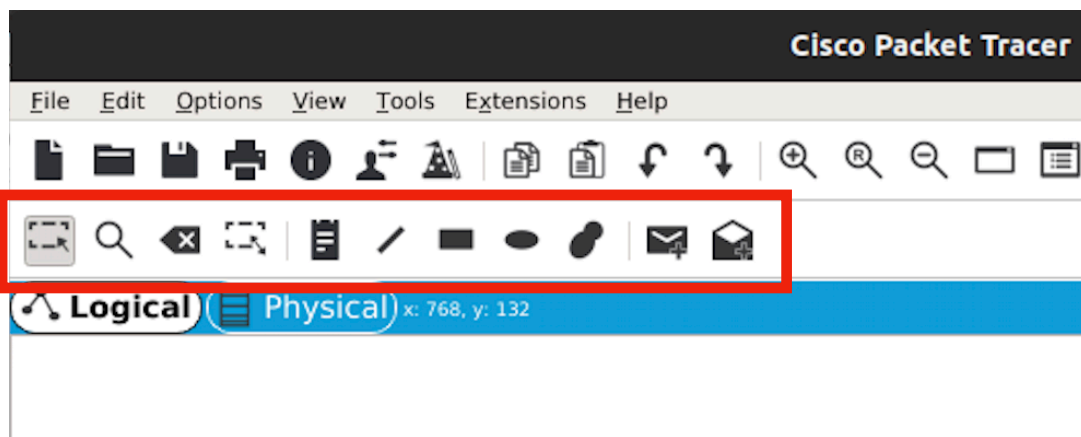 Cisco Packet Tracer
File Edit Options View Tools Extensions Help
R
Logical Physical x: 768, y: 132